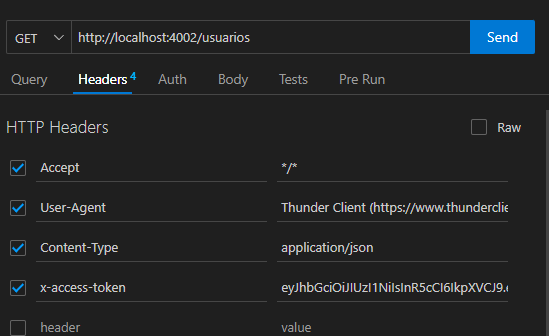 GET http://localhost:4002/usuarios Send
Query Headers 4 Auth Body Tests Pre Run
HTTP Headers Raw
Accept */*
User-Agent Thunder Client (https://www.thunderclie
Content-Type application/json
x-access-token eyJhbGciOiJIUzI1NiIsInR5cCI6IkpXVCJ9.e
header value